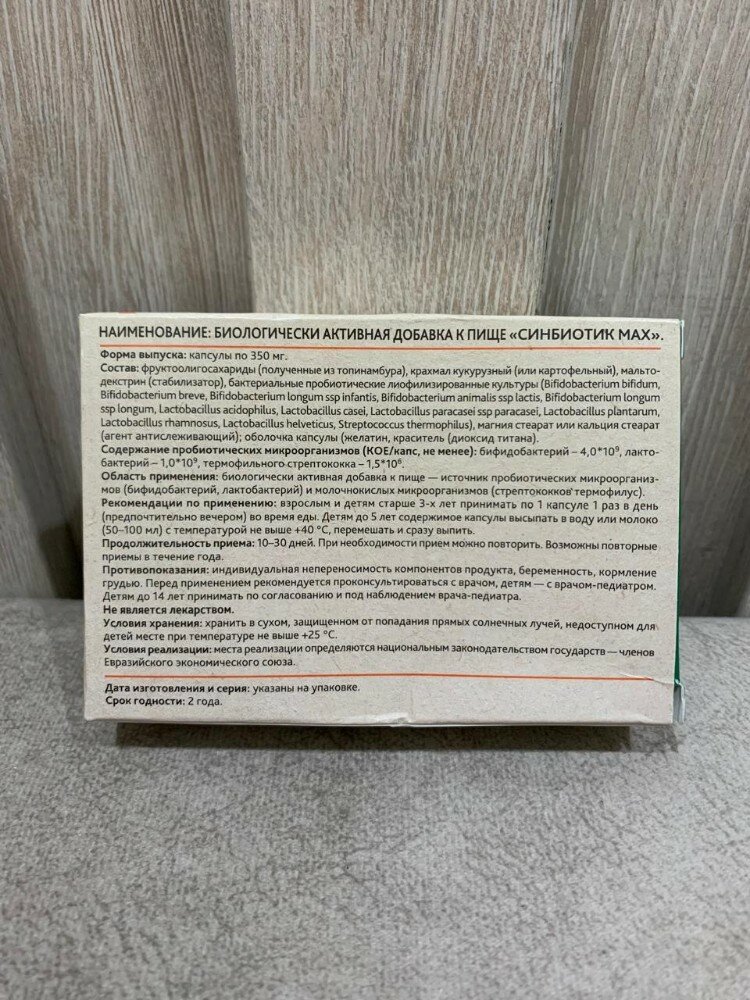 НАИМЕНОВАНИЕ: БИОЛОГИЧЕСКИ АКТИВНАЯ ДОБАВКА К ПИЩЕ «СИНБИОТИК МАХ».
Форма выпуска: капсулы по 350 мг.
Состав: фруктоолигосахариды (полученные из топинамбура), крахмал кукурузный (или картофельный), мальто-
декстрин (стабилизатор), бактериальные пробиотические лиофилизированные культуры (Bifidobacterium bifidum,
Bifidobacterium breve, Bifidobacterium longum ssp infantis, Bifidobacterium animalis ssp lactis, Bifidobacterium longum
ssp longum, Lactobacillus acidophilus, Lactobacillus casei, Lactobacillus paracasei ssp paracasei, Lactobacillus plantarum,
Lactobacillus rhamnosus, Lactobacillus helveticus, Streptococcus thermophilus), магния стеарат или кальция стеарат
(агент антислеживающий); оболочка капсулы (желатин, краситель (диоксид титана).
Содержание пробиотических микроорганизмов (КОЕ/капс, не менее): бифидобактерий – 4,0*10⁹, лакто-
бактерий – 1,0*10⁹, термофильного стрептококка – 1,5*10⁶.
Область применения: биологически активная добавка к пище — источник пробиотических микроорганиз-
мов (бифидобактерий, лактобактерий) и молочнокислых микроорганизмов (стрептококков термофилус).
Рекомендации по применению: взрослым и детям старше 3-х лет принимать по 1 капсуле 1 раз в день
(предпочтительно вечером) во время еды. Детям до 5 лет содержимое капсулы высыпать в воду или молоко
(50–100 мл) с температурой не выше +40 °С, перемешать и сразу выпить.
Продолжительность приема: 10–30 дней. При необходимости прием можно повторить. Возможны повторные
приемы в течение года.
Противопоказания: индивидуальная непереносимость компонентов продукта, беременность, кормление
грудью. Перед применением рекомендуется проконсультироваться с врачом, детям — с врачом-педиатром.
Детям до 14 лет принимать по согласованию и под наблюдением врача-педиатра.
Не является лекарством.
Условия хранения: хранить в сухом, защищенном от попадания прямых солнечных лучей, недоступном для
детей месте при температуре не выше +25 °С.
Условия реализации: места реализации определяются национальным законодательством государств — членов
Евразийского экономического союза.
Дата изготовления и серия: указаны на упаковке.
Срок годности: 2 года.